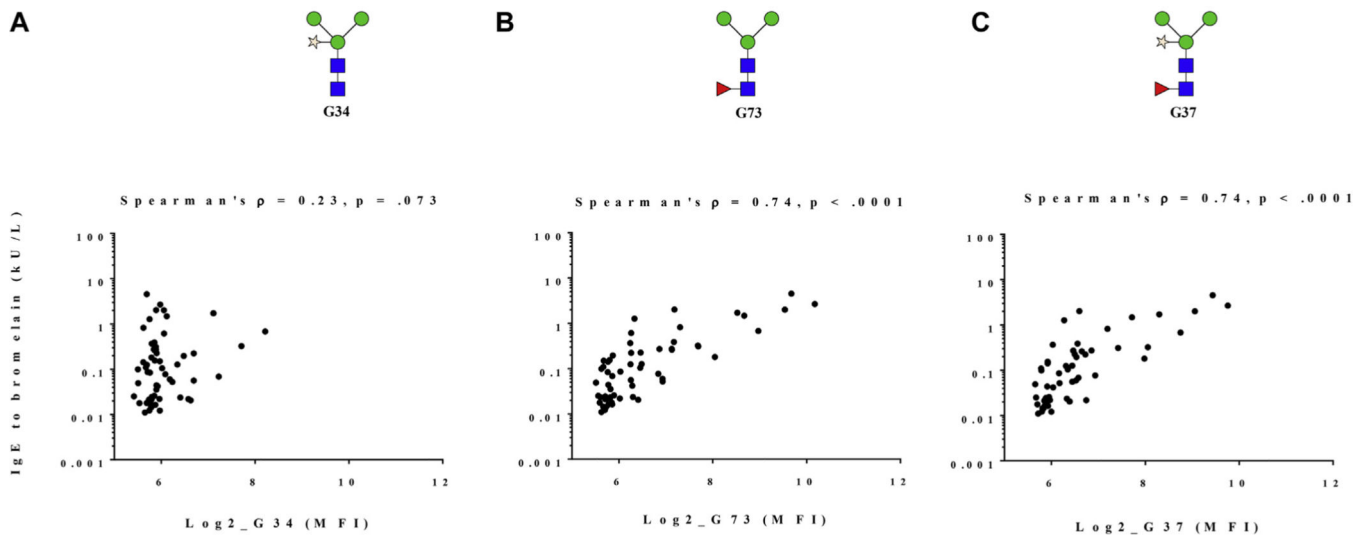 A
B
C
G34
G73
G37
Spearman's ρ = 0.23, p = .073
Spearman's ρ = 0.74, p < .0001
Spearman's ρ = 0.74, p < .0001
IgE to bromelain (kU/L)
100
10
1
0.1
0.01
0.001
6
8
10
12
Log2_G34 (MFI)
100
10
1
0.1
0.01
0.001
6
8
10
12
Log2_G73 (MFI)
100
10
1
0.1
0.01
0.001
6
8
10
12
Log2_G37 (MFI)